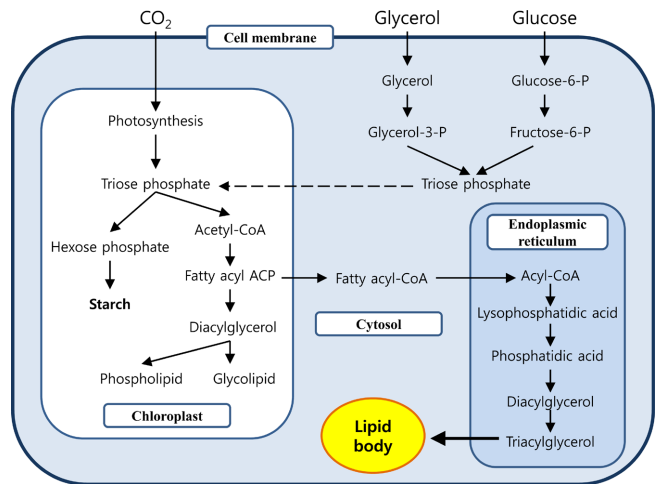 CO2
Glycerol
Glucose
Cell membrane
Glycerol
Glucose-6-P
Photosynthesis
Glycerol-3-P
Fructose-6-P
Triose phosphate
Triose phosphate
Acetyl-CoA
Endoplasmic
reticulum
Hexose phosphate
Fatty acyl ACP
Fatty acyl-CoA
Acyl-CoA
Starch
Lysophosphatidic acid
Diacylglycerol
Cytosol
Phosphatidic acid
Phospholipid
Glycolipid
Diacylglycerol
Chloroplast
Lipid
body
Triacylglycerol